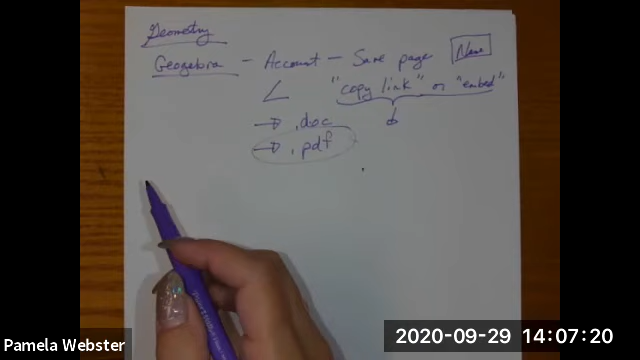 Geometry
Geogebra - Account - Save page Name
"copy link" or "embed"
→ .doc
→ .pdf
Pamela Webster
2020-09-29 14:07:20